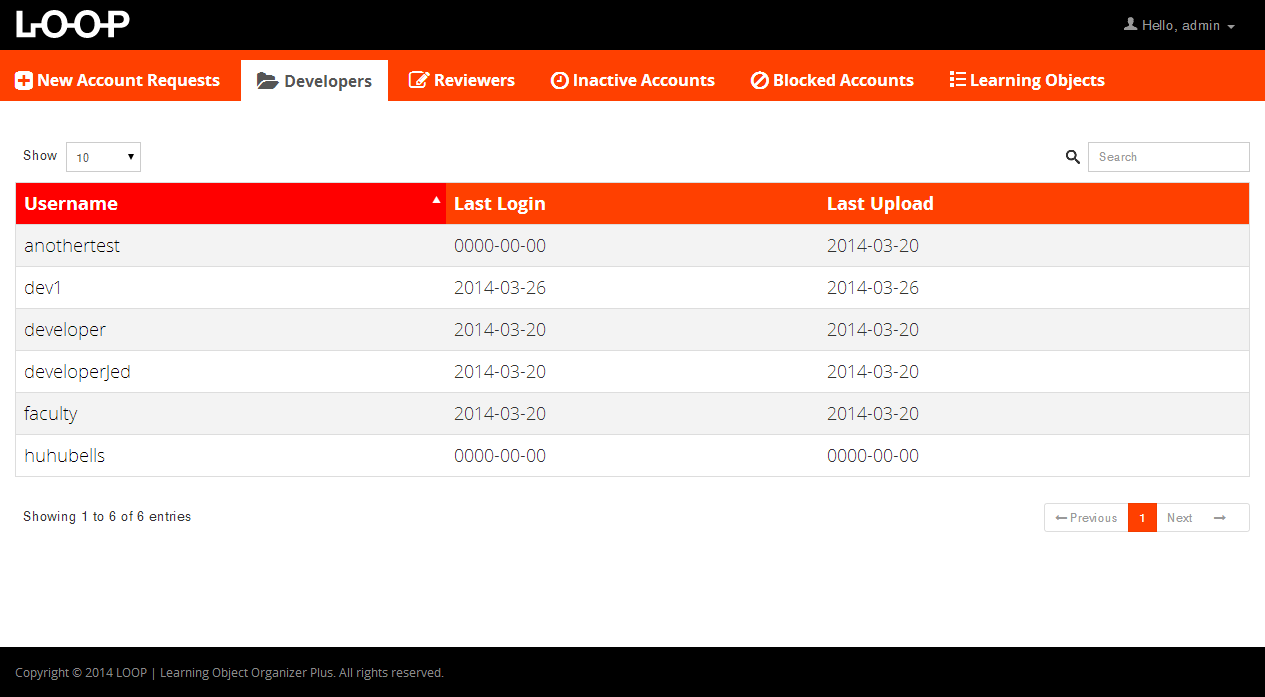 LOOP
Hello, admin
New Account Requests Developers Reviewers Inactive Accounts Blocked Accounts Learning Objects
Show 10 Search
Username Last Login Last Upload
anothertest 0000-00-00 2014-03-20
dev1 2014-03-26 2014-03-26
developer 2014-03-20 2014-03-20
developerJed 2014-03-20 2014-03-20
faculty 2014-03-20 2014-03-20
huhubells 0000-00-00 0000-00-00
Showing 1 to 6 of 6 entries ← Previous 1 Next →
Copyright © 2014 LOOP | Learning Object Organizer Plus. All rights reserved.